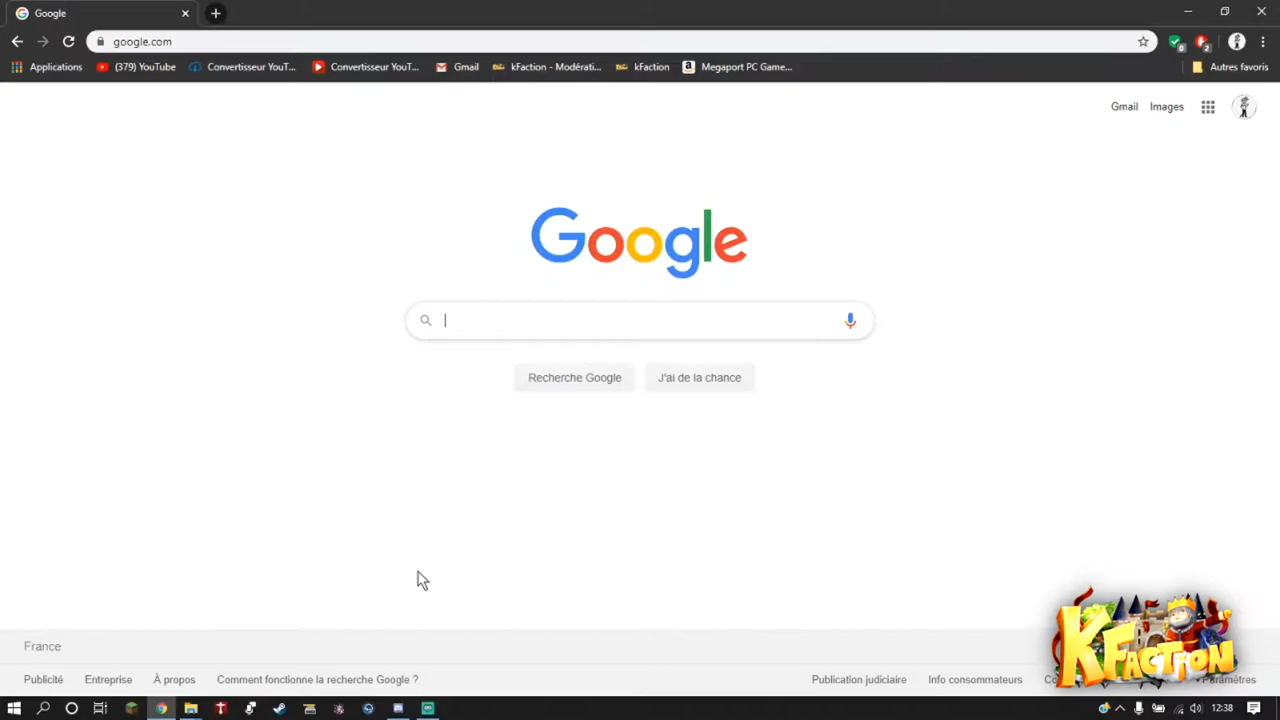 Google
google.com
Applications
(379) YouTube
Convertisseur YouT...
Convertisseur YouT...
Gmail
kFaction - Modérati...
kFaction
Megaport PC Game...
Autres favoris
6
2
Gmail
Images
Google
Recherche Google
J'ai de la chance
France
KFACTION
Publicité
Entreprise
À propos
Comment fonctionne la recherche Google ?
Publication judiciaire
Info consommateurs
Paramètres
12:38